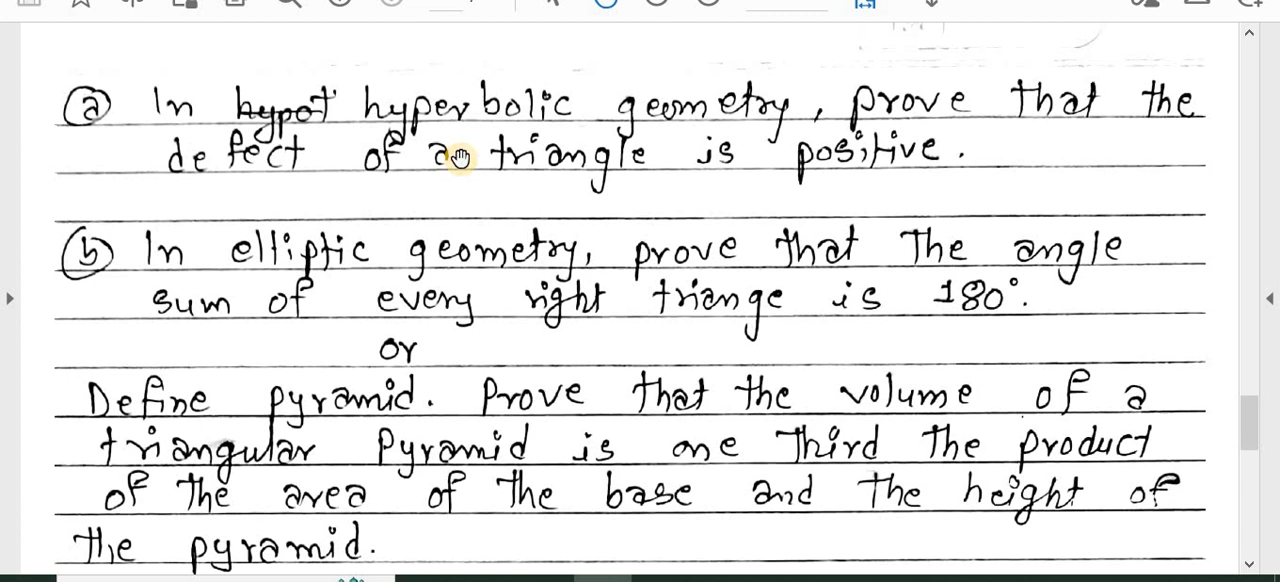 ⓐ In hypot hyperbolic geometry, prove that the
defect of a triangle is positive.
ⓑ In elliptic geometry, prove that The angle
sum of every right triange is 180°.
or
Define pyramid. Prove that the volume of a
triangular Pyramid is one Third the product
of the area of the base and the height of
the pyramid.